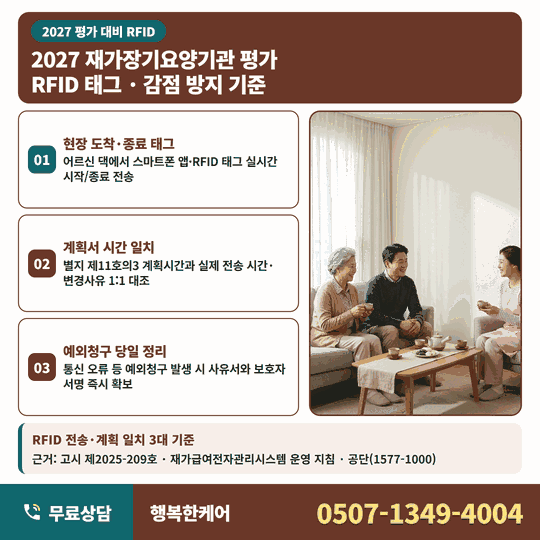 2027 평가 대비 RFID
2027 재가장기요양기관 평가
RFID 태그 · 감점 방지 기준
01
현장 도착·종료 태그
어르신 댁에서 스마트폰 앱·RFID 태그 실시간
시작/종료 전송
02
계획서 시간 일치
별지 제11호의3 계획시간과 실제 전송 시간·
변경사유 1:1 대조
03
예외청구 당일 정리
통신 오류 등 예외청구 발생 시 사유서와 보호자
서명 즉시 확보
RFID 전송·계획 일치 3대 기준
근거: 고시 제2025-209호 · 재가급여전자관리시스템 운영 지침 · 공단(1577-1000)
무료상담
행복한케어
0507-1349-4004